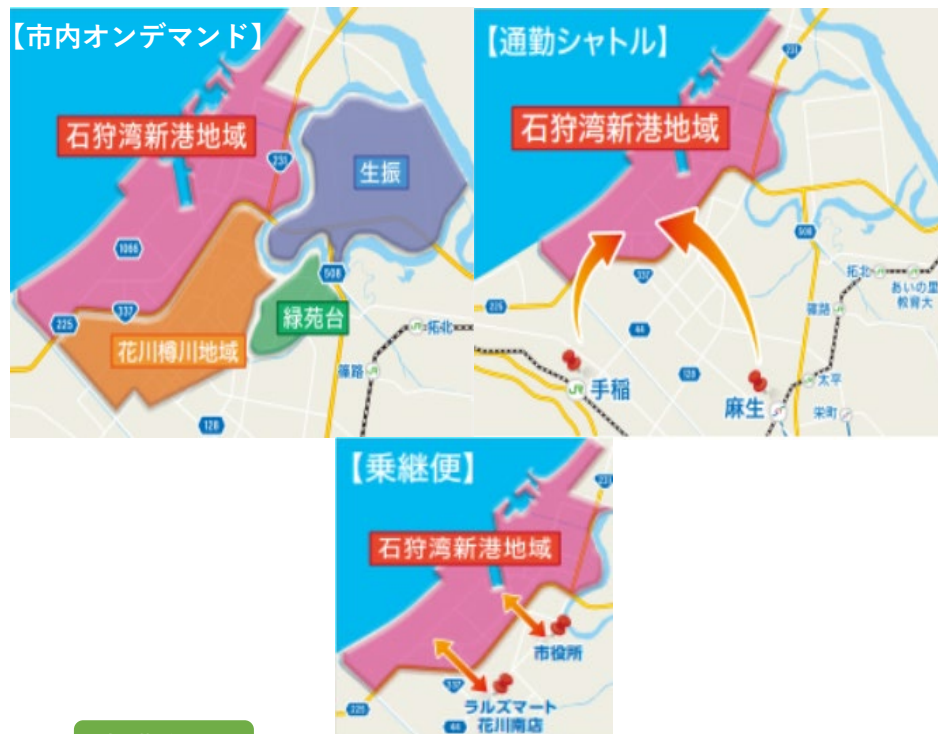 【市内オンデマンド】
石狩湾新港地域
231
生振
1066
508
337
225
緑苑台
花川樽川地域
拓北
篠路
128
【通勤シャトル】
231
石狩湾新港地域
508
拓北
あいの里
教育大
337
225
篠路
44
128
手稲
太平
麻生
栄町
【乗継便】
231
石狩湾新港地域
市役所
337
ラルズマート
225
44
花川南店